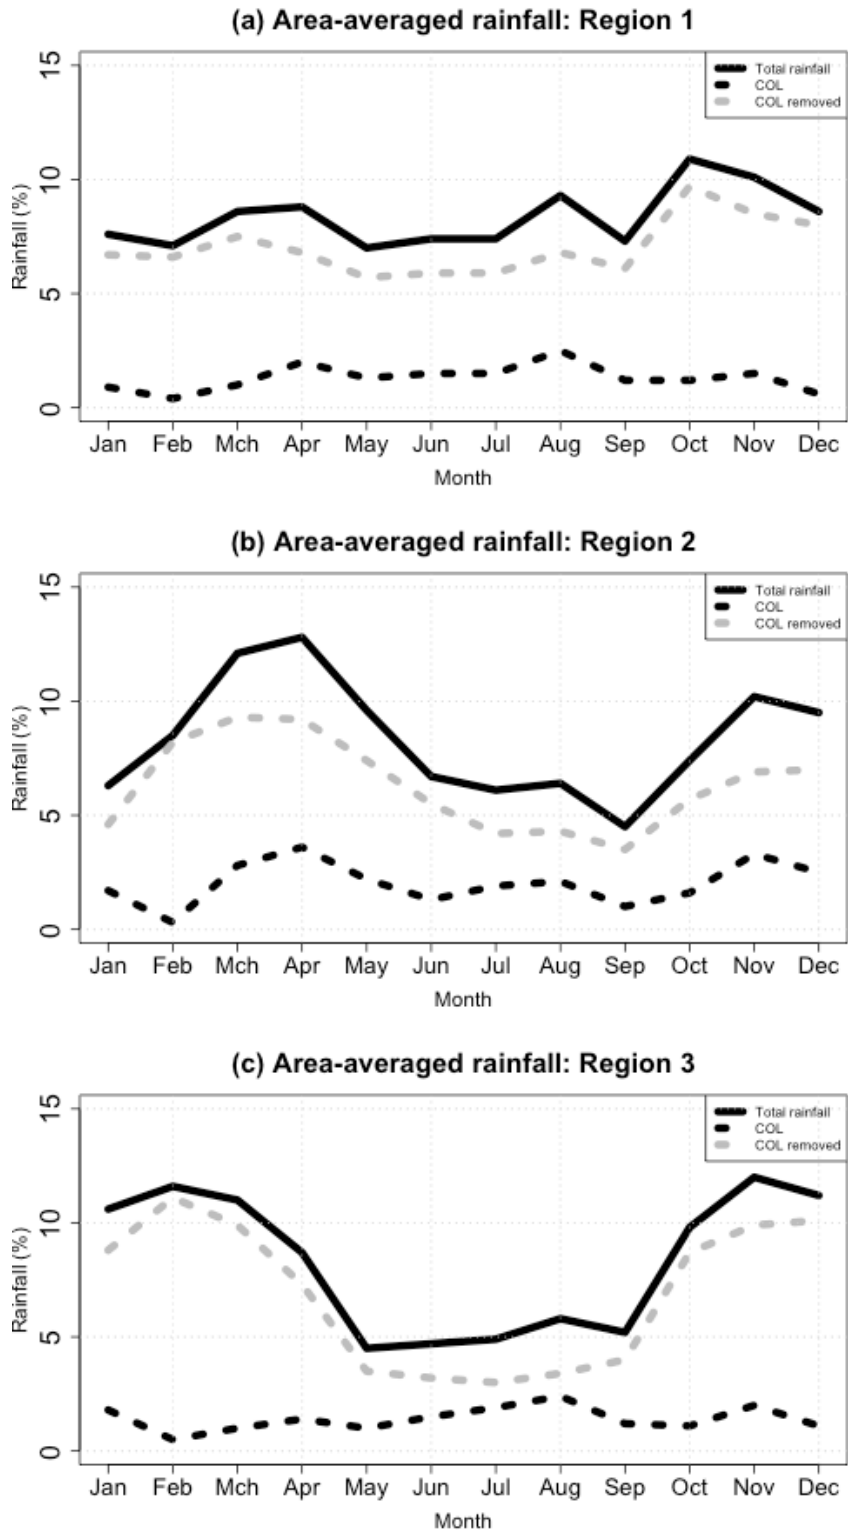 (a) Area-averaged rainfall: Region 1
15
10
5
0
Rainfall (%)
Total rainfall
COL
COL removed
Jan Feb Mch Apr May Jun Jul Aug Sep Oct Nov Dec
Month
(b) Area-averaged rainfall: Region 2
15
10
5
0
Rainfall (%)
Total rainfall
COL
COL removed
Jan Feb Mch Apr May Jun Jul Aug Sep Oct Nov Dec
Month
(c) Area-averaged rainfall: Region 3
15
10
5
0
Rainfall (%)
Total rainfall
COL
COL removed
Jan Feb Mch Apr May Jun Jul Aug Sep Oct Nov Dec
Month